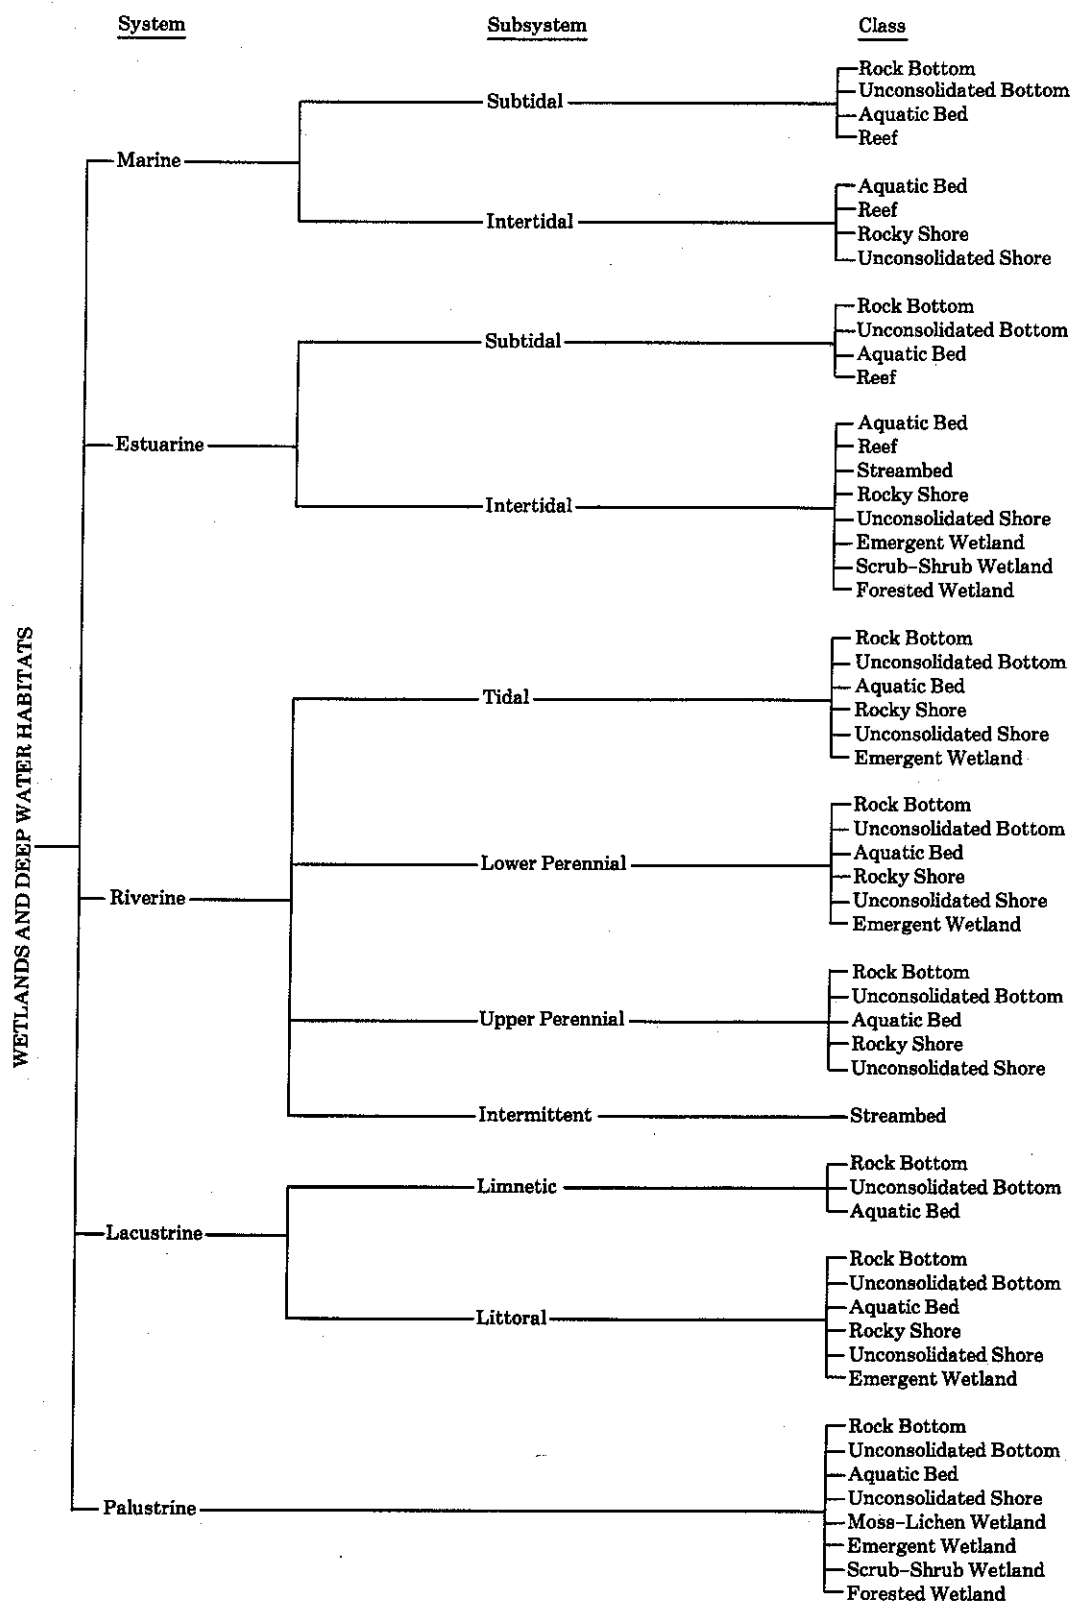 System Subsystem Class
WETLANDS AND DEEP WATER HABITATS
Marine
Subtidal
Rock Bottom
Unconsolidated Bottom
Aquatic Bed
Reef
Intertidal
Aquatic Bed
Reef
Rocky Shore
Unconsolidated Shore
Estuarine
Subtidal
Rock Bottom
Unconsolidated Bottom
Aquatic Bed
Reef
Intertidal
Aquatic Bed
Reef
Streambed
Rocky Shore
Unconsolidated Shore
Emergent Wetland
Scrub-Shrub Wetland
Forested Wetland
Riverine
Tidal
Rock Bottom
Unconsolidated Bottom
Aquatic Bed
Rocky Shore
Unconsolidated Shore
Emergent Wetland
Lower Perennial
Rock Bottom
Unconsolidated Bottom
Aquatic Bed
Rocky Shore
Unconsolidated Shore
Emergent Wetland
Upper Perennial
Rock Bottom
Unconsolidated Bottom
Aquatic Bed
Rocky Shore
Unconsolidated Shore
Intermittent
Streambed
Lacustrine
Limnetic
Rock Bottom
Unconsolidated Bottom
Aquatic Bed
Littoral
Rock Bottom
Unconsolidated Bottom
Aquatic Bed
Rocky Shore
Unconsolidated Shore
Emergent Wetland
Palustrine
Rock Bottom
Unconsolidated Bottom
Aquatic Bed
Unconsolidated Shore
Moss-Lichen Wetland
Emergent Wetland
Scrub-Shrub Wetland
Forested Wetland